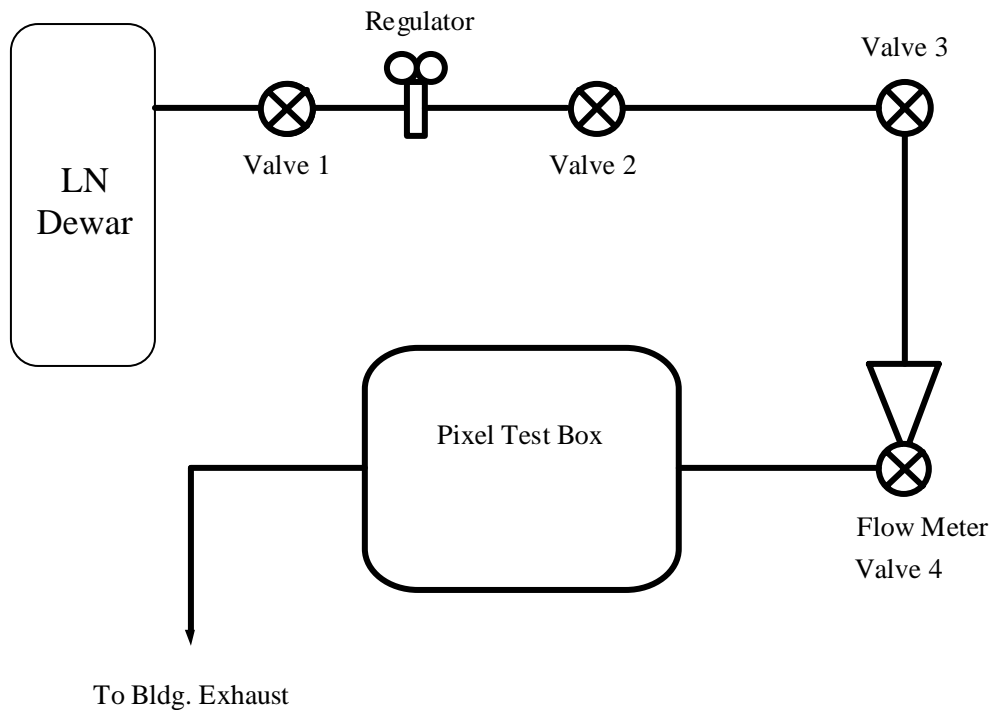 Regulator
Valve 3
Valve 1
Valve 2
LN
Dewar
Pixel Test Box
Flow Meter
Valve 4
To Bldg. Exhaust